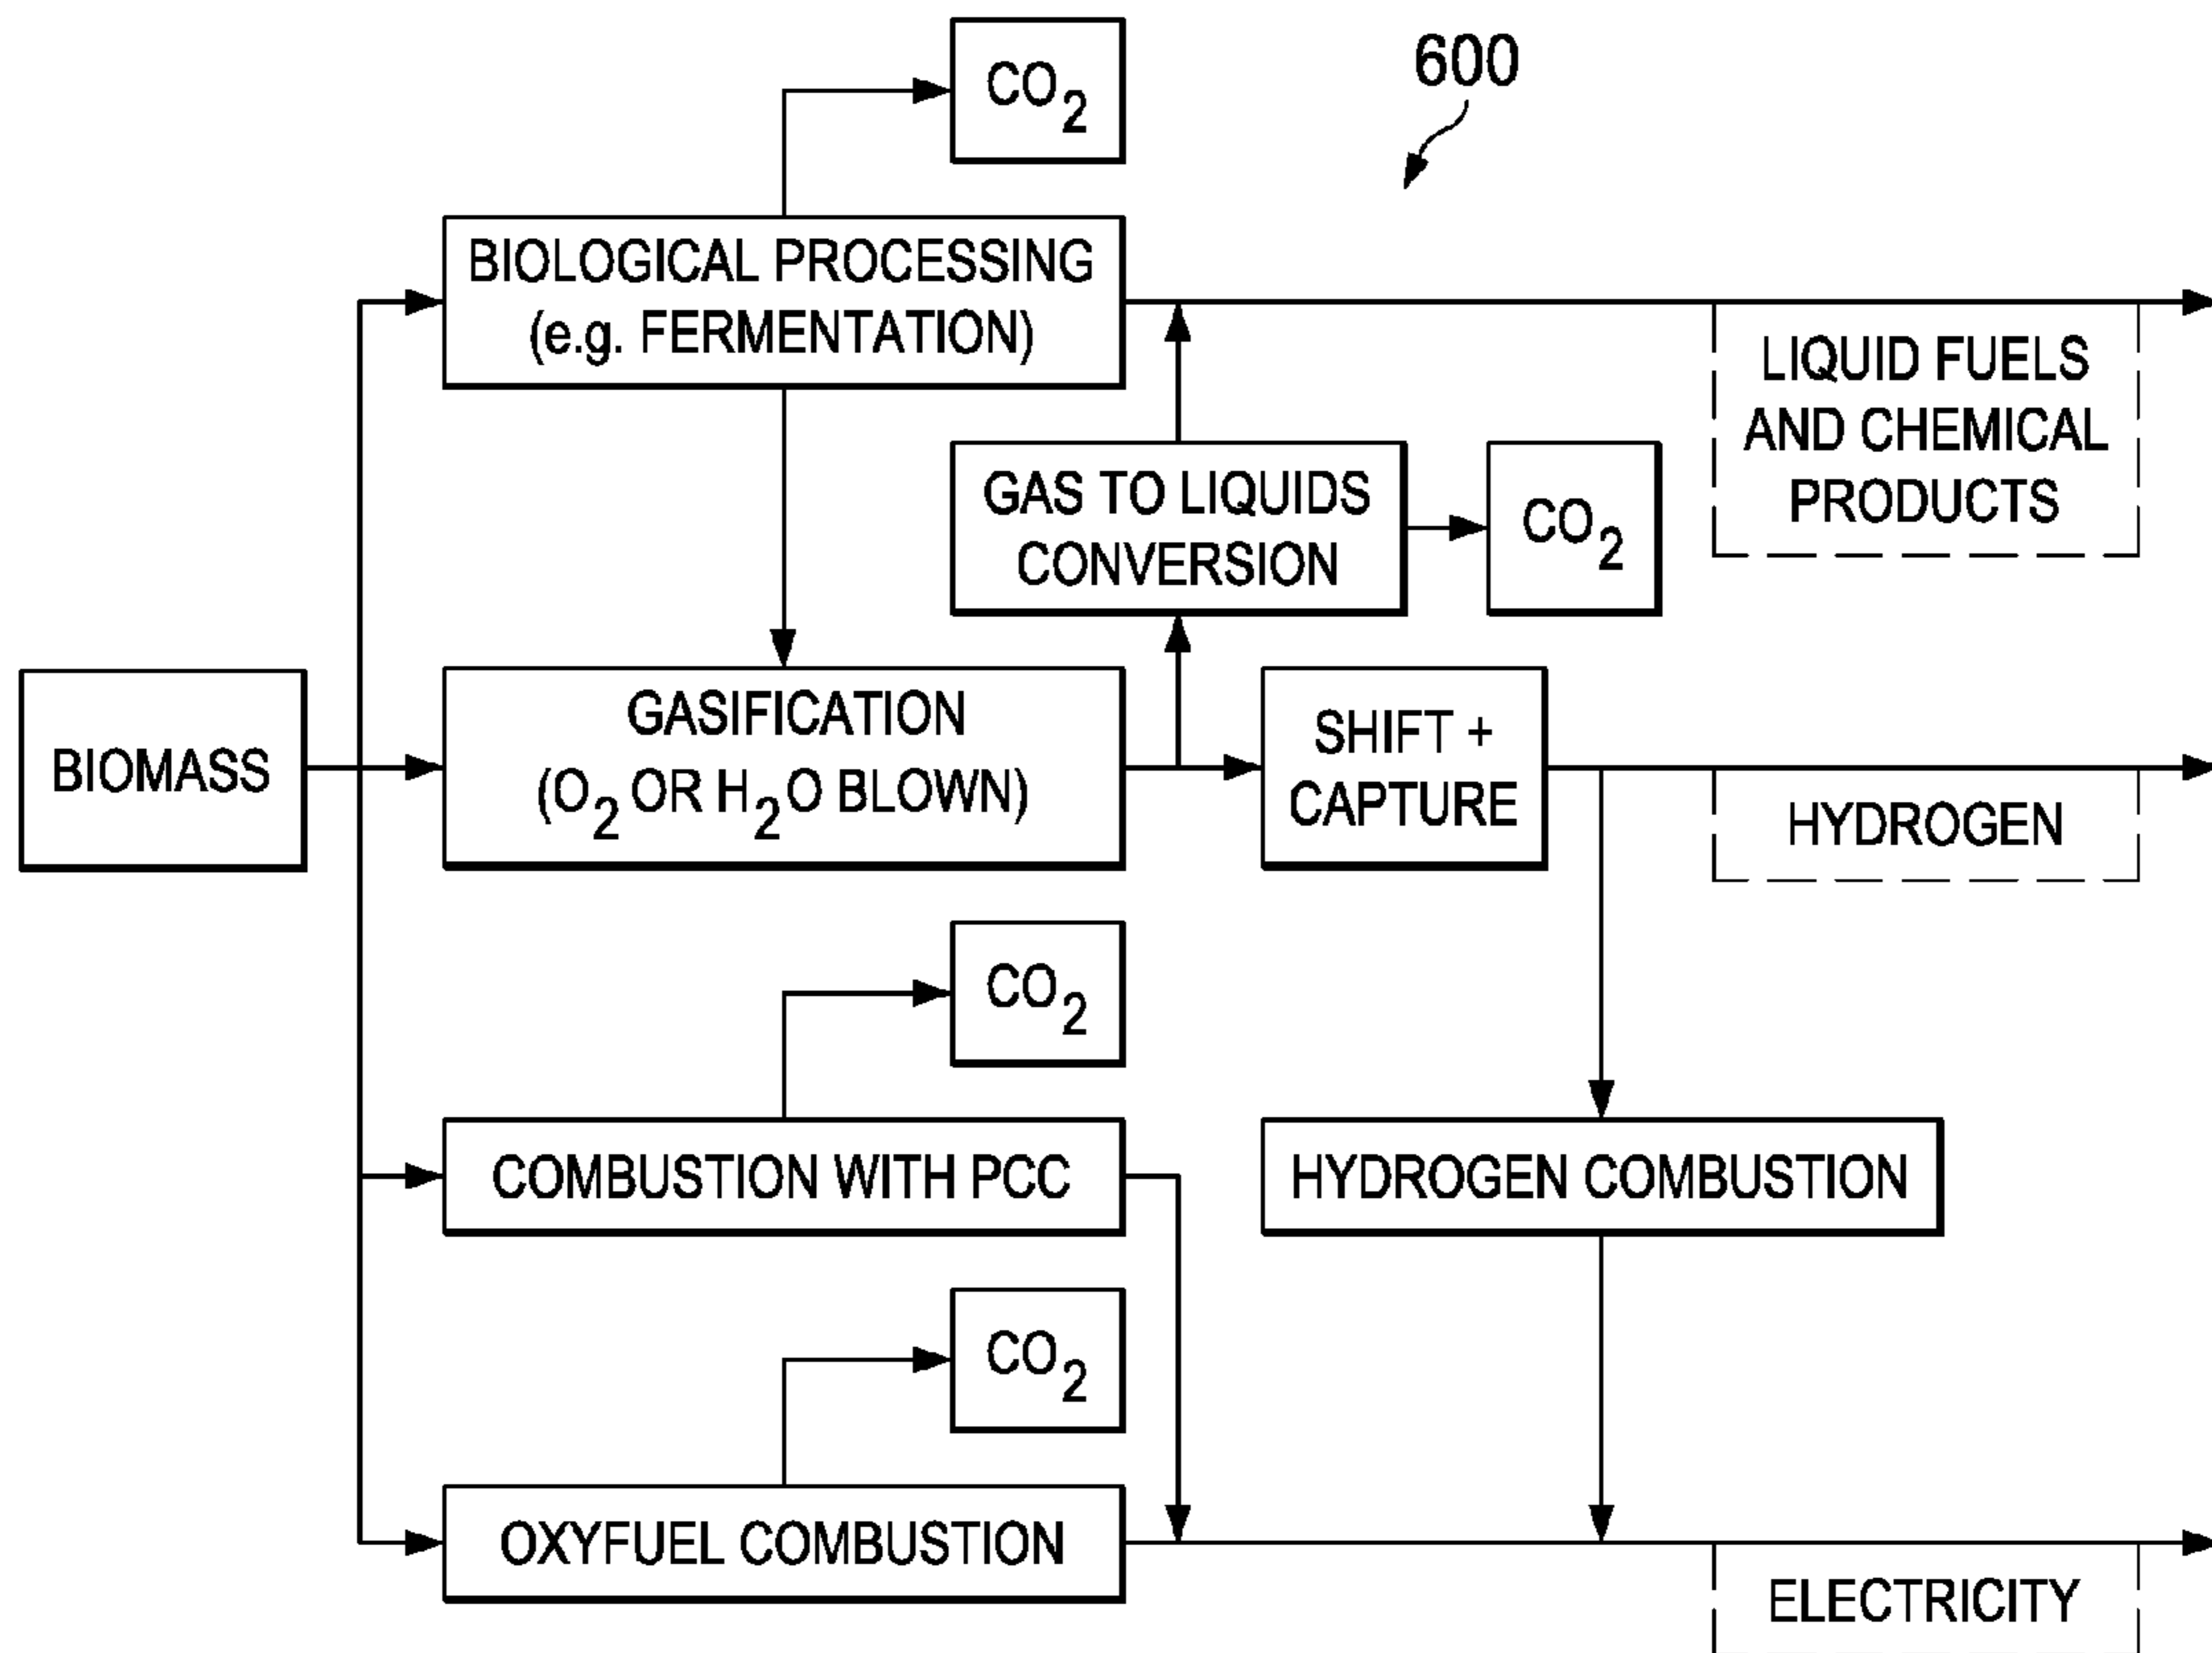 CO2
600
BIOLOGICAL PROCESSING
(e.g. FERMENTATION)
LIQUID FUELS
AND CHEMICAL
PRODUCTS
GAS TO LIQUIDS
CONVERSION
CO2
BIOMASS
GASIFICATION
(O2 OR H2O BLOWN)
SHIFT +
CAPTURE
HYDROGEN
CO2
COMBUSTION WITH PCC
HYDROGEN COMBUSTION
CO2
OXYFUEL COMBUSTION
ELECTRICITY